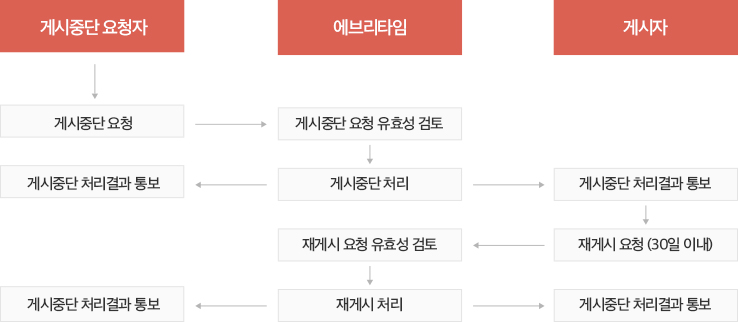 게시중단 요청자
에브리타임
게시자
게시중단 요청
게시중단 요청 유효성 검토
게시중단 처리결과 통보
게시중단 처리
게시중단 처리결과 통보
재게시 요청 유효성 검토
재게시 요청 (30일 이내)
게시중단 처리결과 통보
재게시 처리
게시중단 처리결과 통보